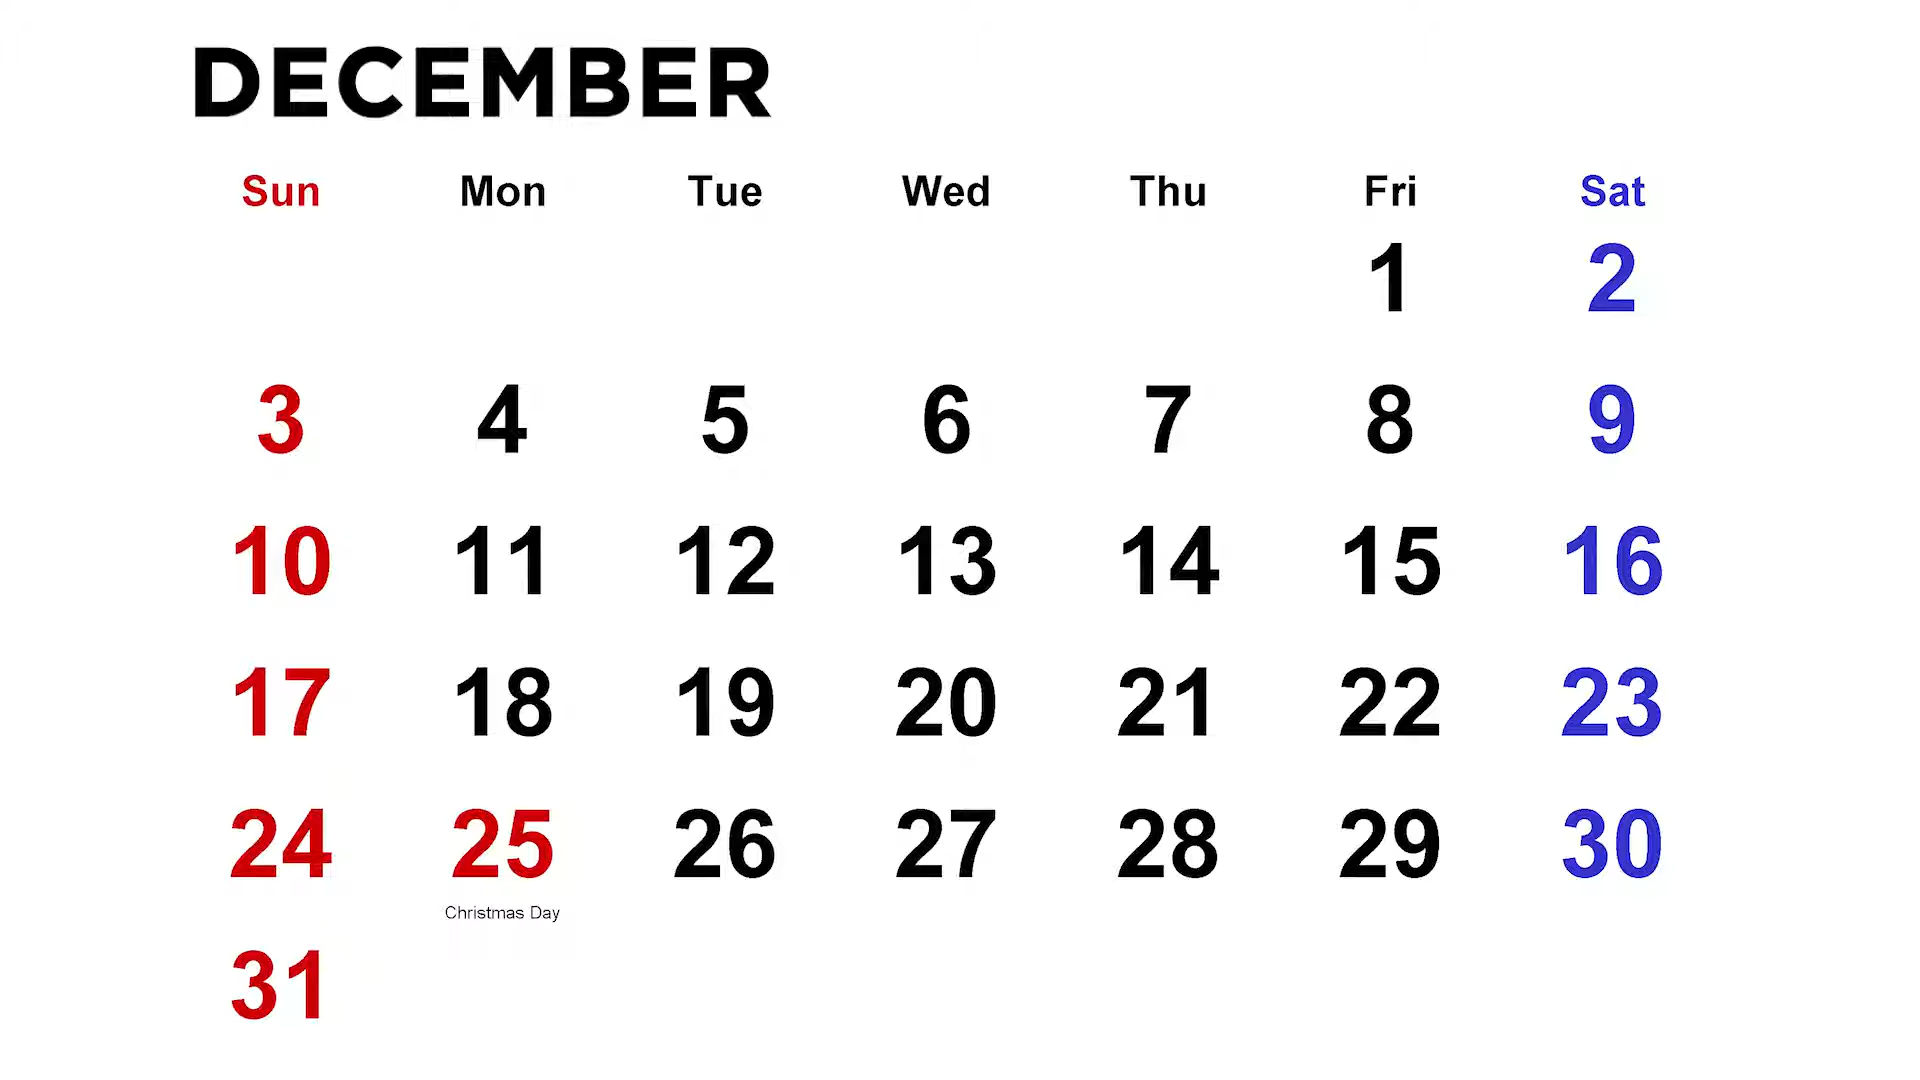 DECEMBER
Sun Mon Tue Wed Thu Fri Sat
1 2
3 4 5 6 7 8 9
10 11 12 13 14 15 16
17 18 19 20 21 22 23
24 25 26 27 28 29 30
Christmas Day
31